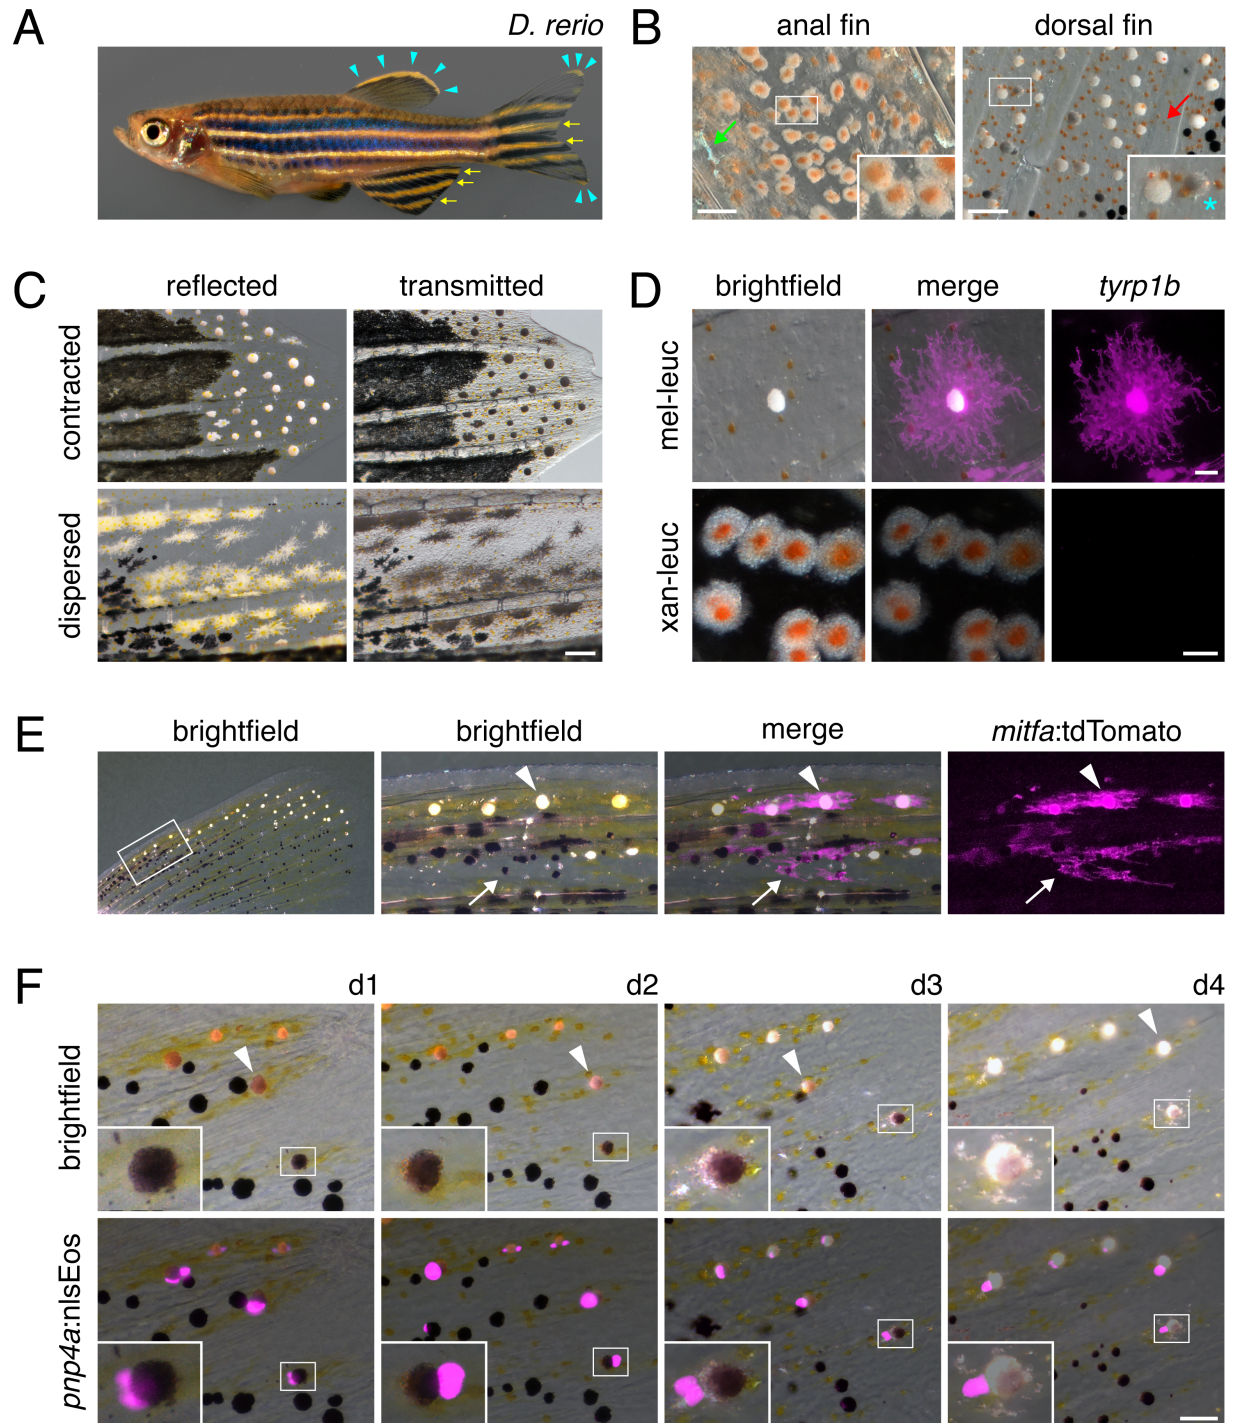 A
D. rerio
B
anal fin
dorsal fin
*
C
reflected
transmitted
contracted
dispersed
D
brightfield
merge
tyrp1b
mel-leuc
xan-leuc
E
brightfield
brightfield
merge
mitfa:tdTomato
F
d1
d2
d3
d4
brightfield
pnp4a:nlsEos